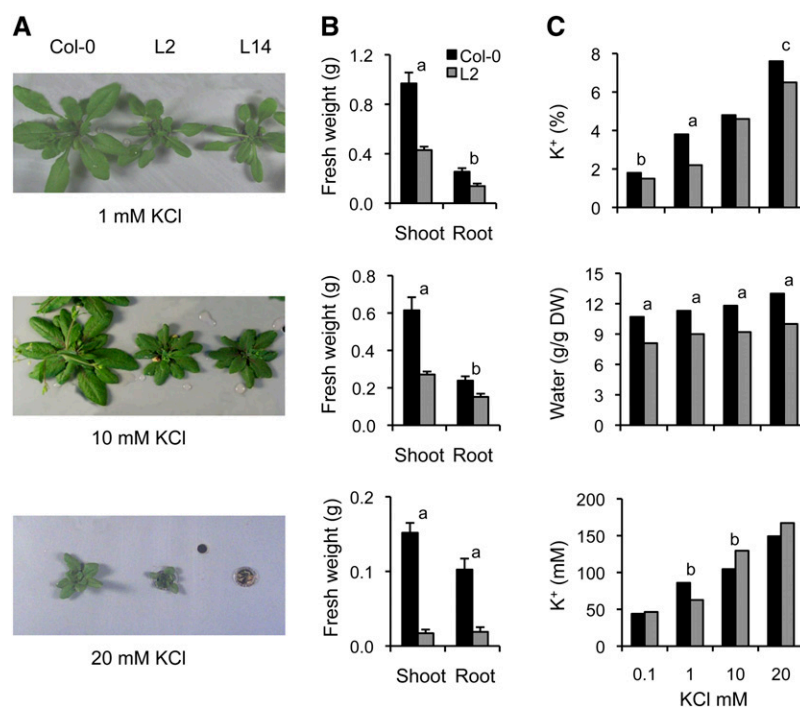 A
Col-0 L2 L14
1 mM KCl
10 mM KCl
20 mM KCl
B
Col-0
L2
Fresh weight (g)
1.2
0.8
0.4
0.0
a
b
Shoot Root
Fresh weight (g)
0.8
0.6
0.4
0.2
0.0
a
b
Shoot Root
Fresh weight (g)
0.2
0.1
0.0
a
a
Shoot Root
C
K+ (%)
8
6
4
2
0
b
a
c
Water (g/g DW)
15
12
9
6
3
0
a a a a
K+ (mM)
200
150
100
50
0
b
b
0.1 1 10 20
KCl mM